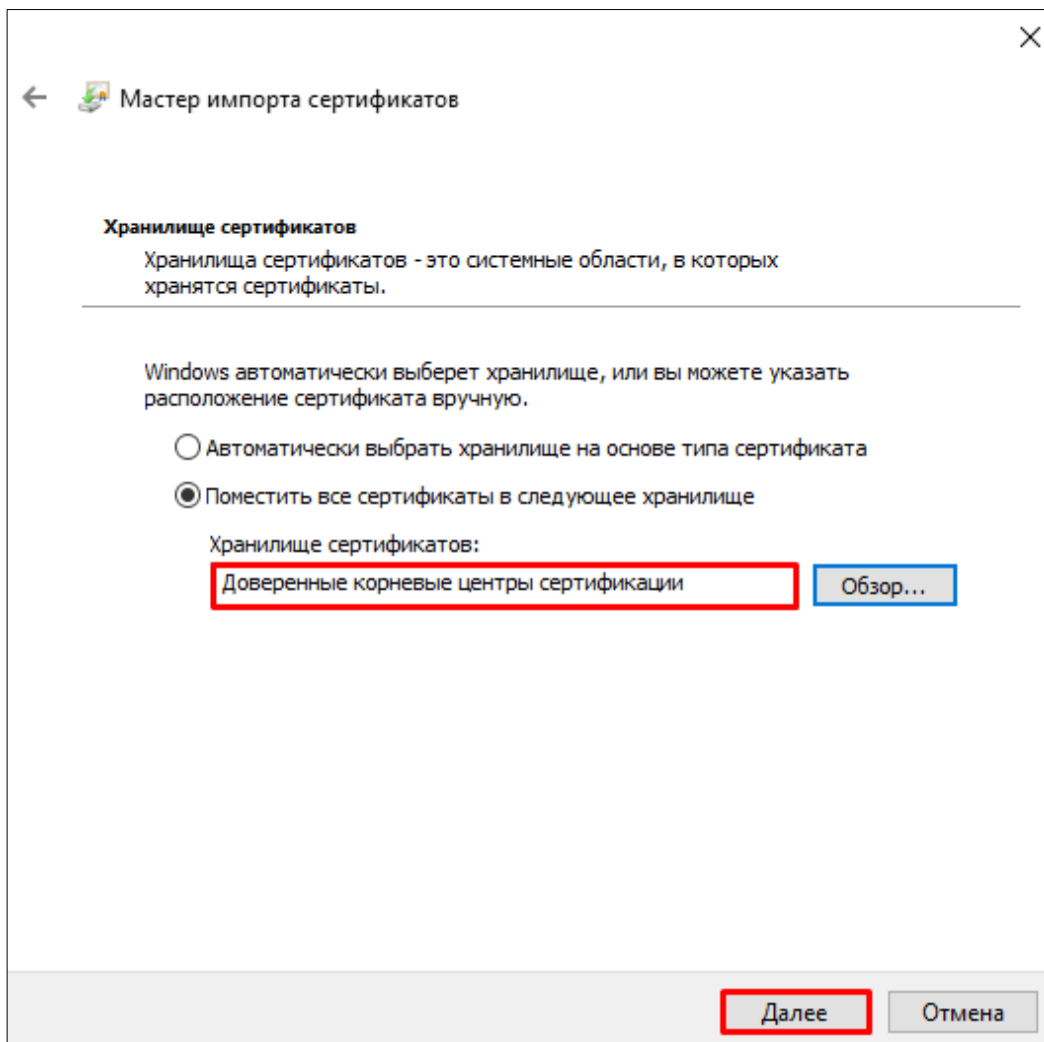 Мастер импорта сертификатов
Хранилище сертификатов
Хранилища сертификатов - это системные области, в которых
хранятся сертификаты.
Windows автоматически выберет хранилище, или вы можете указать
расположение сертификата вручную.
Автоматически выбрать хранилище на основе типа сертификата
Поместить все сертификаты в следующее хранилище
Хранилище сертификатов:
Доверенные корневые центры сертификации
Обзор...
Далее
Отмена